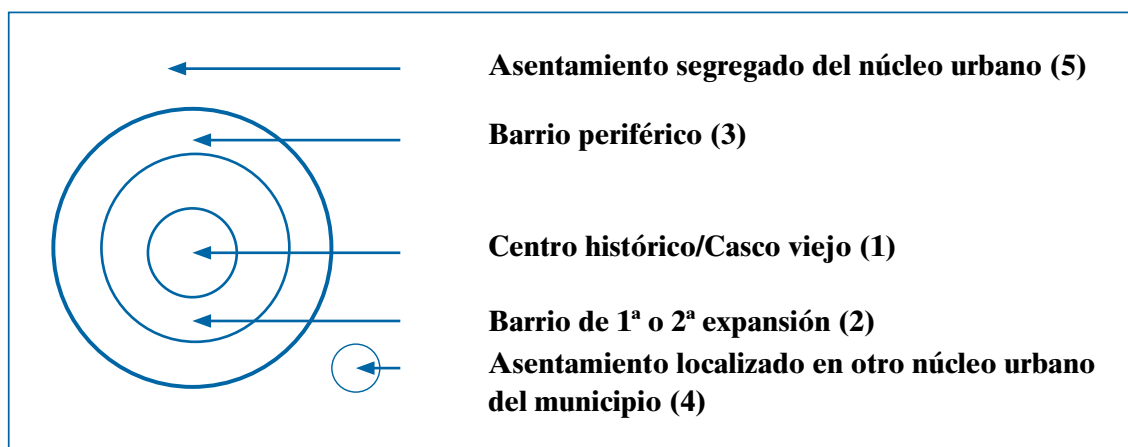 Asentamiento segregado del núcleo urbano (5)
Barrio periférico (3)
Centro histórico/Casco viejo (1)
Barrio de 1ª o 2ª expansión (2)
Asentamiento localizado en otro núcleo urbano
del municipio (4)